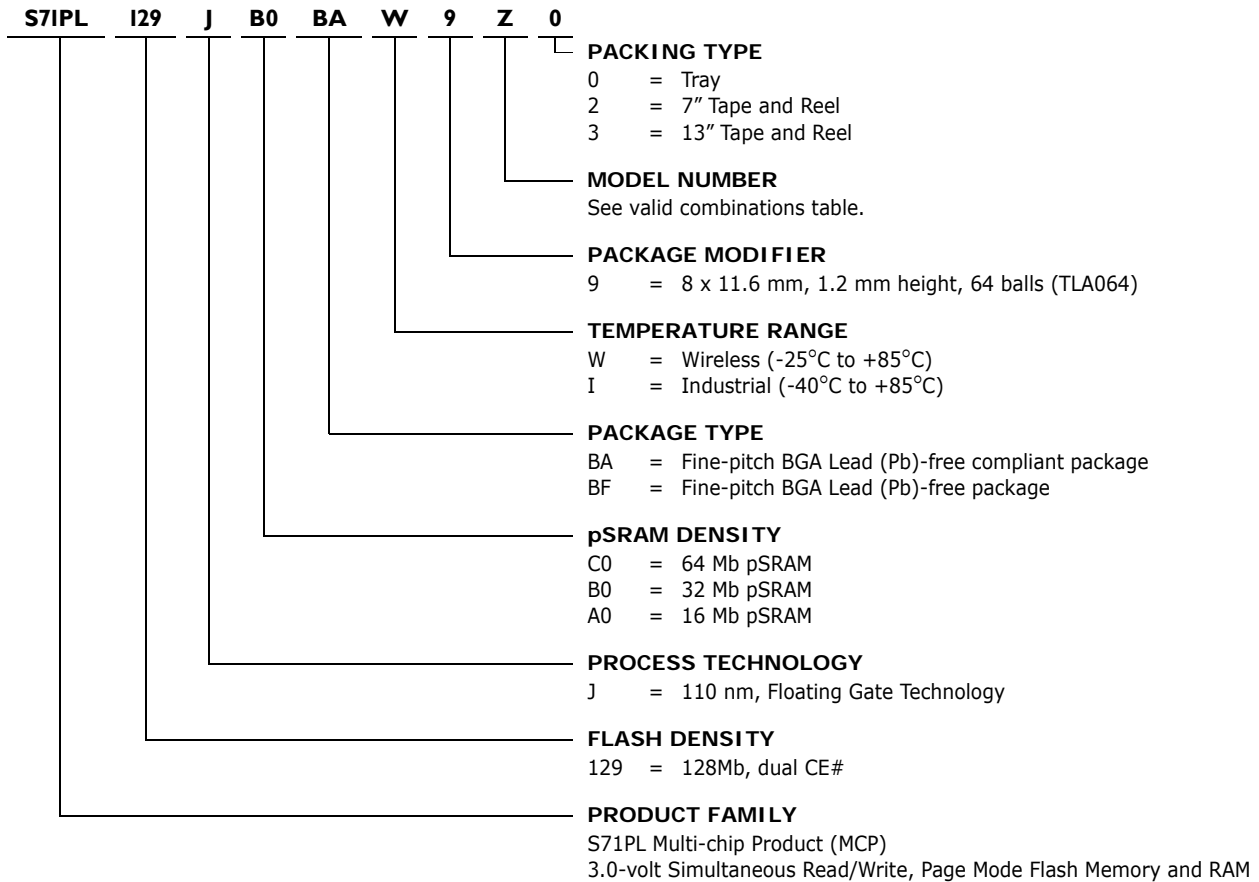 S71PL 129 J B0 BA W 9 Z 0
PACKING TYPE
0 = Tray
2 = 7” Tape and Reel
3 = 13” Tape and Reel
MODEL NUMBER
See valid combinations table.
PACKAGE MODIFIER
9 = 8 x 11.6 mm, 1.2 mm height, 64 balls (TLA064)
TEMPERATURE RANGE
W = Wireless (-25°C to +85°C)
I = Industrial (-40°C to +85°C)
PACKAGE TYPE
BA = Fine-pitch BGA Lead (Pb)-free compliant package
BF = Fine-pitch BGA Lead (Pb)-free package
pSRAM DENSITY
C0 = 64 Mb pSRAM
B0 = 32 Mb pSRAM
A0 = 16 Mb pSRAM
PROCESS TECHNOLOGY
J = 110 nm, Floating Gate Technology
FLASH DENSITY
129 = 128Mb, dual CE#
PRODUCT FAMILY
S71PL Multi-chip Product (MCP)
3.0-volt Simultaneous Read/Write, Page Mode Flash Memory and RAM